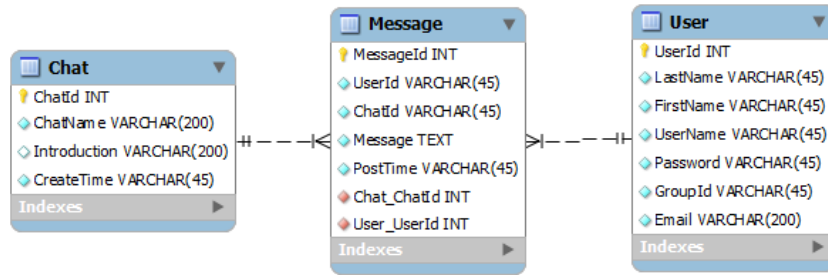 Chat
ChatId INT
ChatName VARCHAR(200)
Introduction VARCHAR(200)
CreateTime VARCHAR(45)
Indexes
Message
MessageId INT
UserId VARCHAR(45)
ChatId VARCHAR(45)
Message TEXT
PostTime VARCHAR(45)
Chat_ChatId INT
User_UserId INT
Indexes
User
UserId INT
LastName VARCHAR(45)
FirstName VARCHAR(45)
UserName VARCHAR(45)
Password VARCHAR(45)
GroupId VARCHAR(45)
Email VARCHAR(200)
Indexes